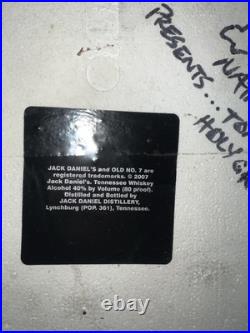 PRESENTS... TO
JACK DANIEL'S and OLD NO. 7 are
registered trademarks. © 2007
Jack Daniel's. Tennessee Whiskey
Alcohol 40% by Volume (80 proof).
Distilled and Bottled by
JACK DANIEL DISTILLERY,
Lynchburg (POP. 361), Tennessee.